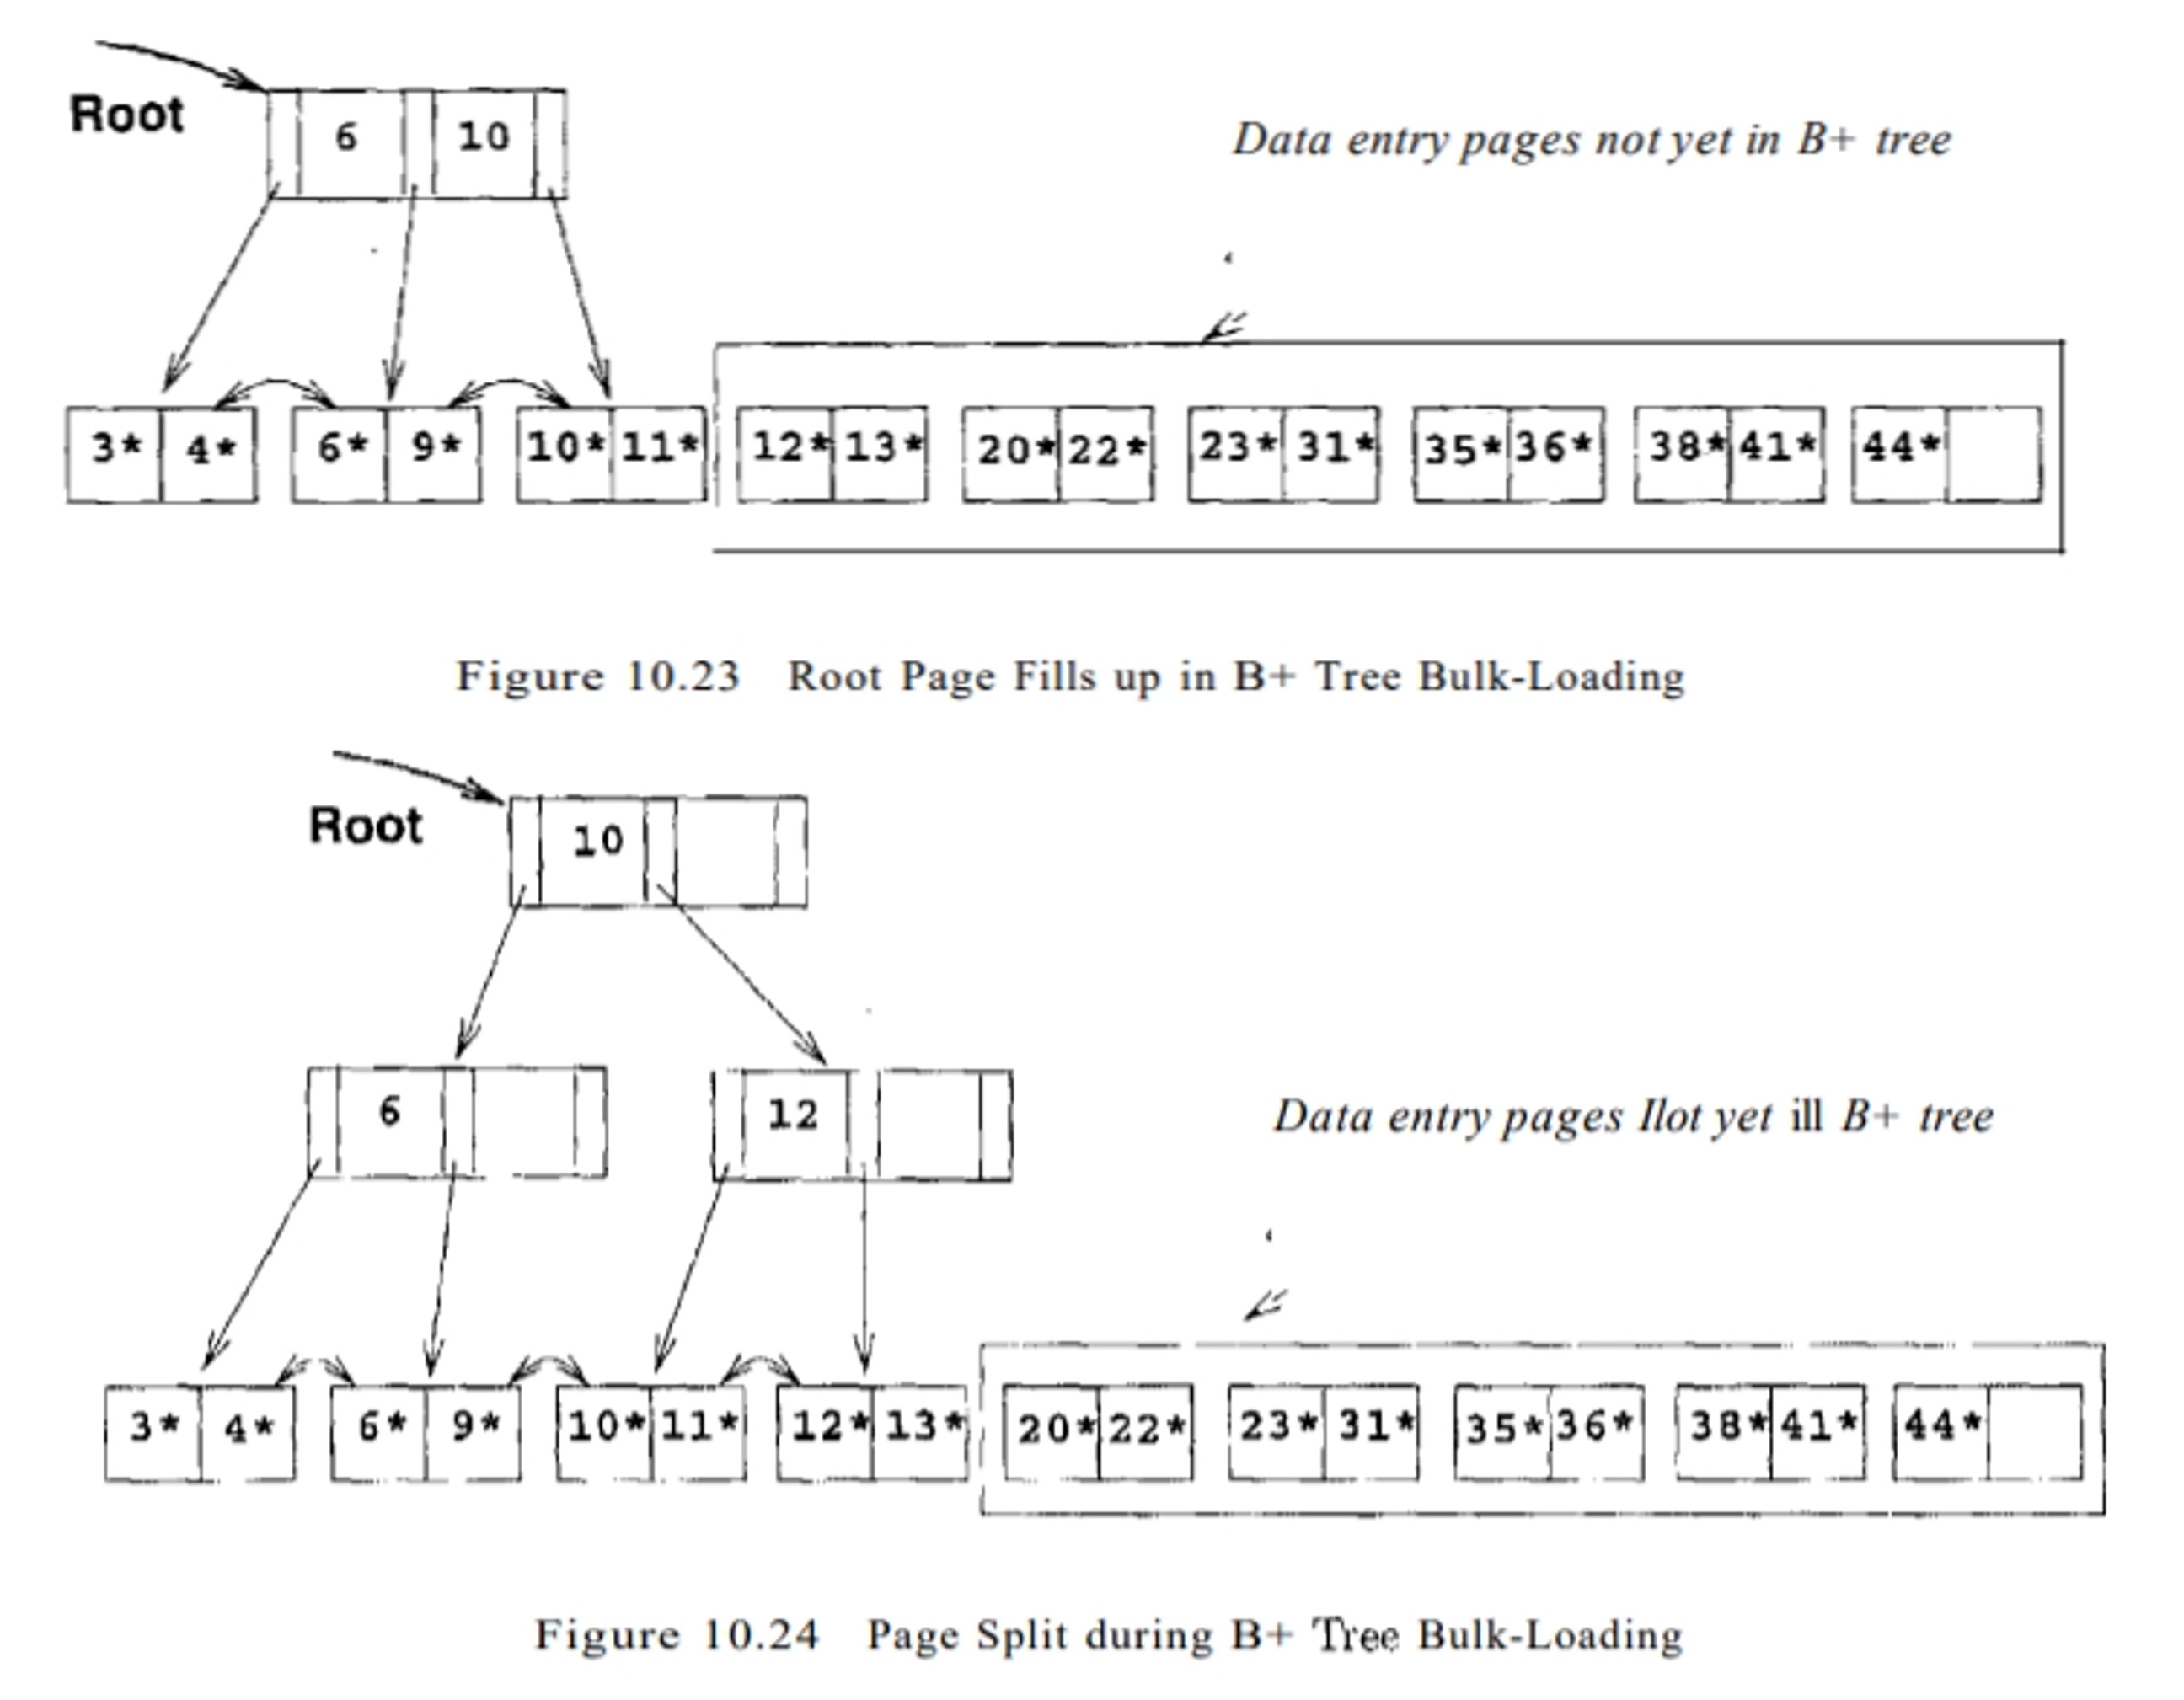 Root
6 10
Data entry pages not yet in B+ tree
3* 4* 6* 9* 10* 11* 12* 13* 20* 22* 23* 31* 35* 36* 38* 41* 44*
Figure 10.23 Root Page Fills up in B+ Tree Bulk-Loading
Root
10
6 12
Data entry pages Ilot yet ill B+ tree
3* 4* 6* 9* 10* 11* 12* 13* 20* 22* 23* 31* 35* 36* 38* 41* 44*
Figure 10.24 Page Split during B+ Tree Bulk-Loading